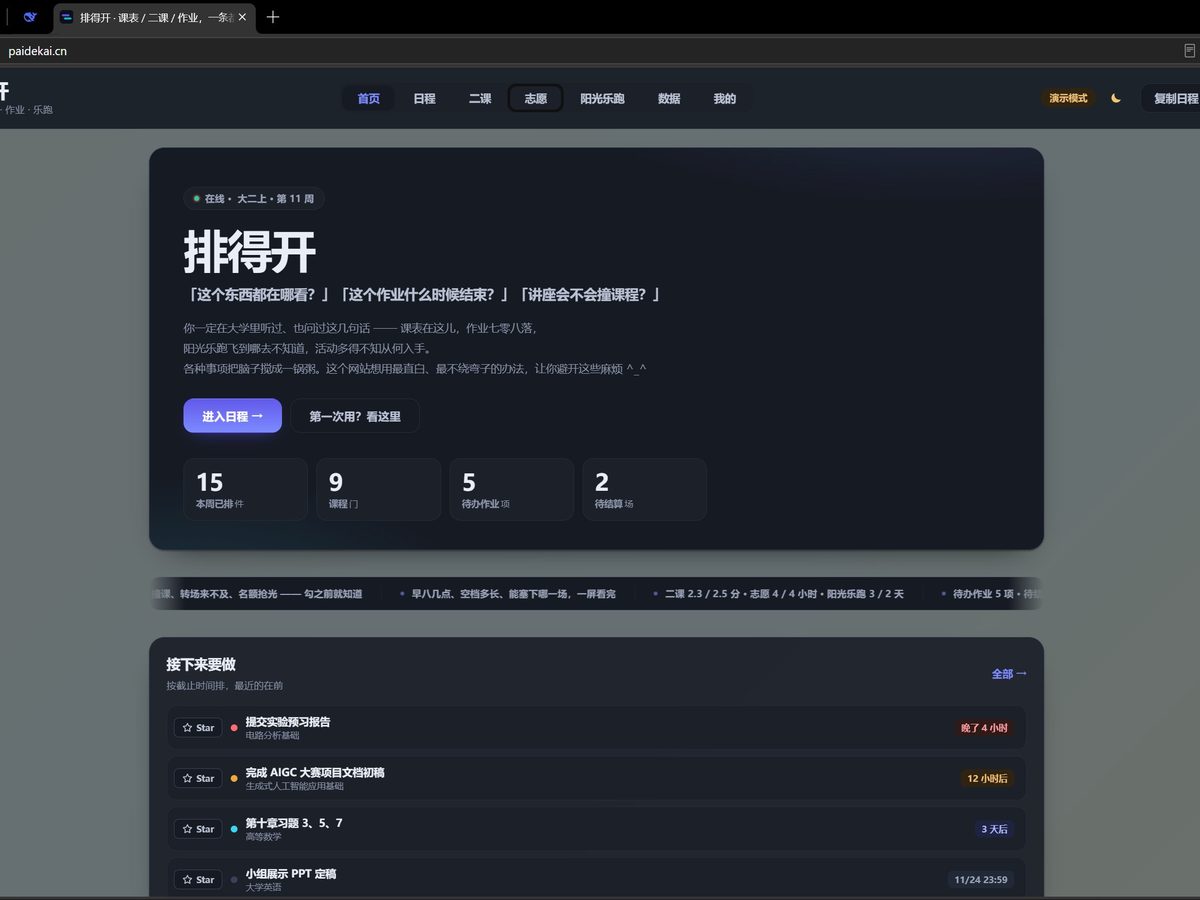 排得开 · 课表 / 二课 / 作业，一条
paidekai.cn
开
· 作业 · 乐跑
首页
日程
二课
志愿
阳光乐跑
数据
我的
演示模式
复制日程
在线 · 大二上 · 第 11 周
排得开
「这个东西都在哪看？」「这个作业什么时候结束？」「讲座会不会撞课程？」
你一定在大学里听过、也问过这几句话 —— 课表在这儿，作业七零八落，
阳光乐跑飞到哪去不知道，活动多得不知从何入手。
各种事项把脑子搅成一锅粥。这个网站想用最直白、最不绕弯子的办法，让你避开这些麻烦 ^_^
进入日程 →
第一次用？看这里
15
本周已排 件
9
课程 门
5
待办作业 项
2
待结算 场
撞课、转场来不及、名额抢光 —— 勾之前就知道
• 早八几点、空档多长、能塞下哪一场，一屏看完
• 二课 2.3 / 2.5 分 • 志愿 4 / 4 小时 • 阳光乐跑 3 / 2 天
• 待办作业 5 项 • 待结
接下来要做
按截止时间排，最近的在前
全部 →
Star
提交实验预习报告
电路分析基础
晚了 4 小时
Star
完成 AIGC 大赛项目文档初稿
生成式人工智能应用基础
12 小时后
Star
第十章习题 3、5、7
高等数学
3 天后
Star
小组展示 PPT 定稿
大学英语
11/24 23:59